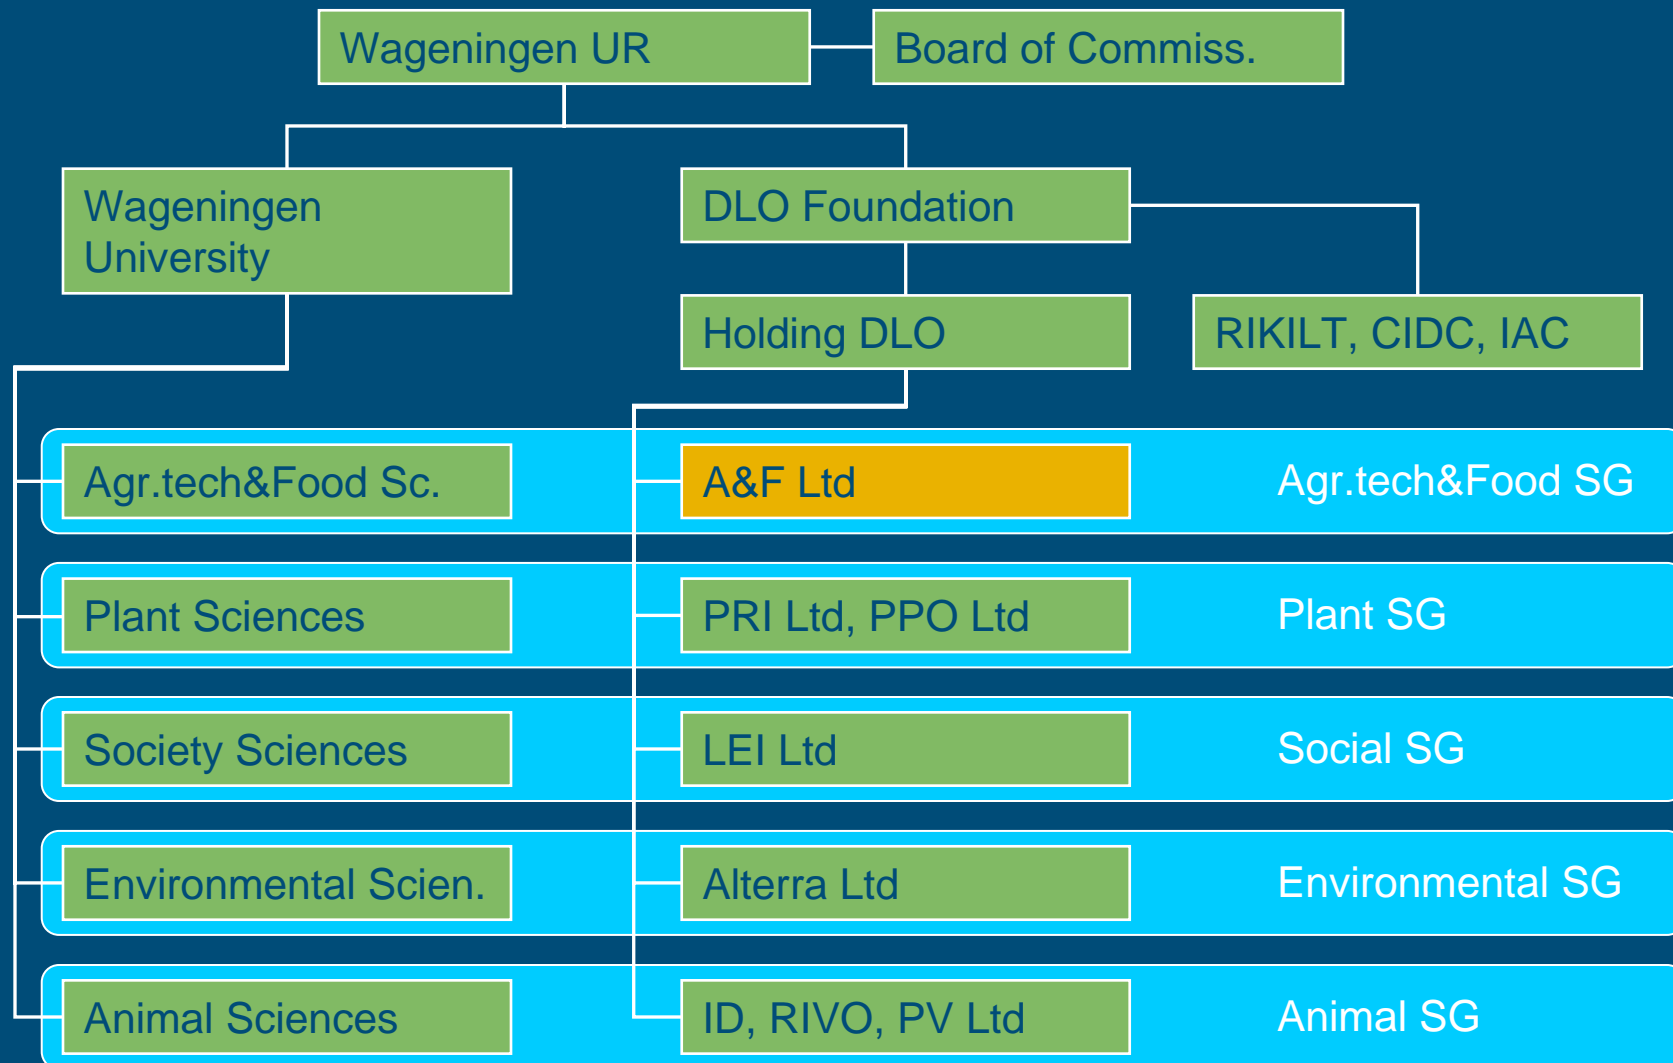 Wageningen UR
Board of Commiss.
Wageningen
University
DLO Foundation
Holding DLO
RIKILT, CIDC, IAC
Agr.tech&Food Sc.
A&F Ltd
Agr.tech&Food SG
Plant Sciences
PRI Ltd, PPO Ltd
Plant SG
Society Sciences
LEI Ltd
Social SG
Environmental Scien.
Alterra Ltd
Environmental SG
Animal Sciences
ID, RIVO, PV Ltd
Animal SG